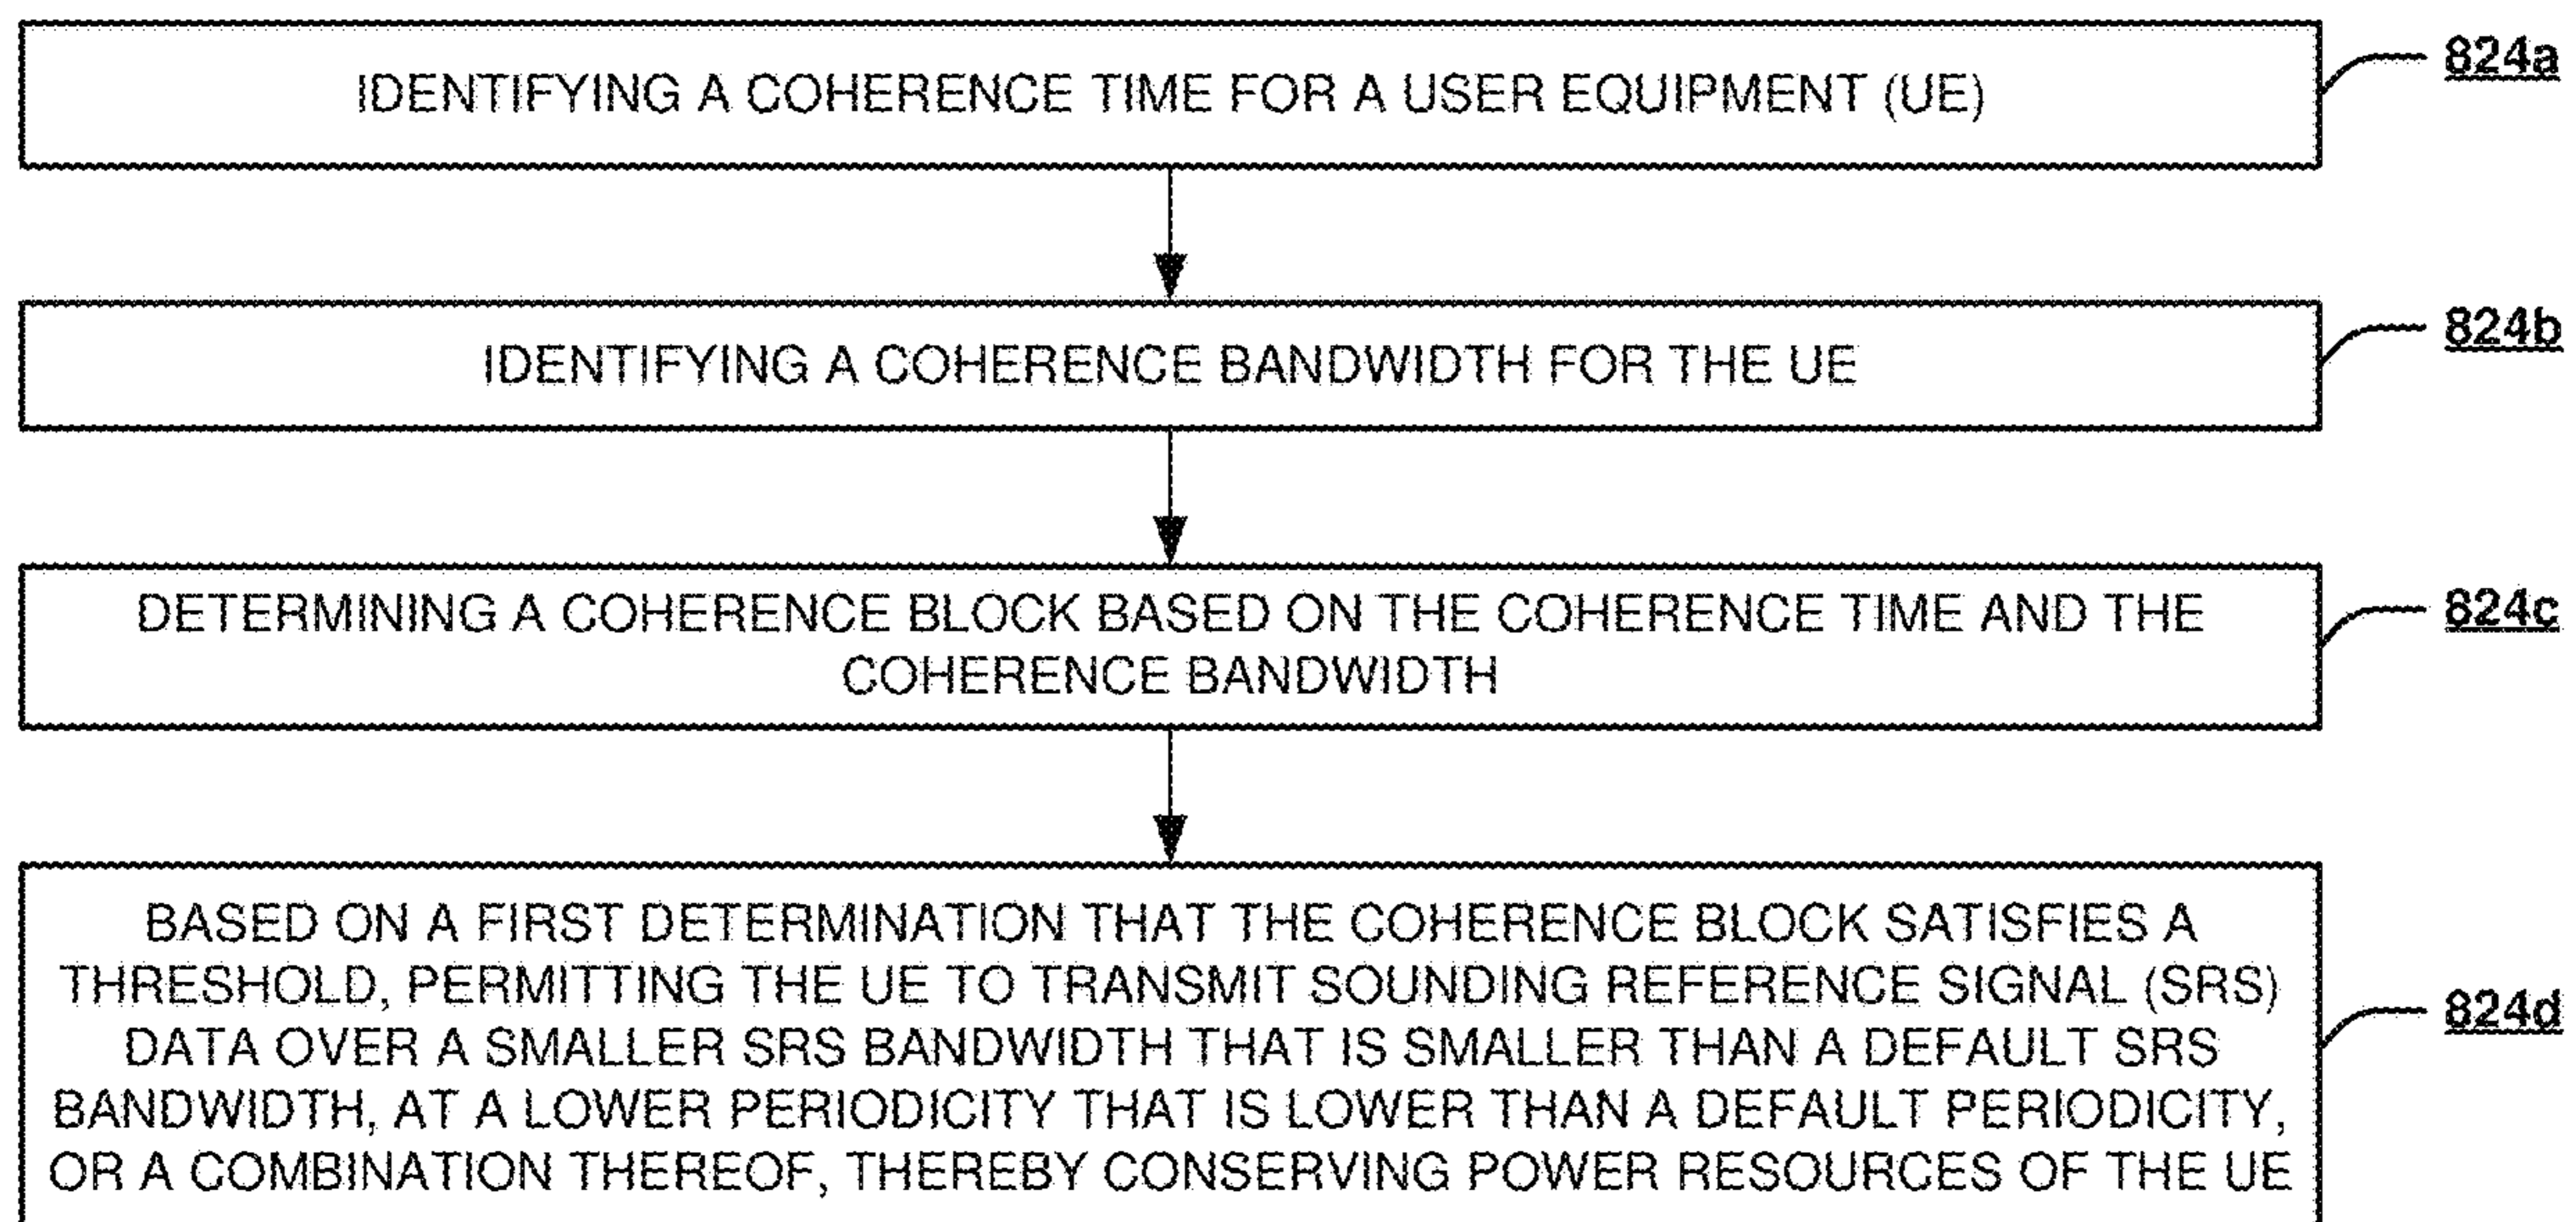 IDENTIFYING A COHERENCE TIME FOR A USER EQUIPMENT (UE)
824a
IDENTIFYING A COHERENCE BANDWIDTH FOR THE UE
824b
DETERMINING A COHERENCE BLOCK BASED ON THE COHERENCE TIME AND THE
COHERENCE BANDWIDTH
824c
BASED ON A FIRST DETERMINATION THAT THE COHERENCE BLOCK SATISFIES A
THRESHOLD, PERMITTING THE UE TO TRANSMIT SOUNDING REFERENCE SIGNAL (SRS)
DATA OVER A SMALLER SRS BANDWIDTH THAT IS SMALLER THAN A DEFAULT SRS
BANDWIDTH, AT A LOWER PERIODICITY THAT IS LOWER THAN A DEFAULT PERIODICITY,
OR A COMBINATION THEREOF, THEREBY CONSERVING POWER RESOURCES OF THE UE
824d